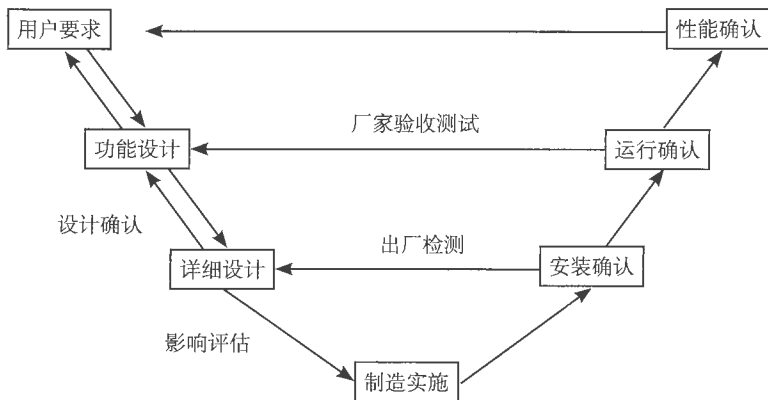 用户要求
性能确认
厂家验收测试
功能设计
运行确认
设计确认
出厂检测
详细设计
安装确认
影响评估
制造实施